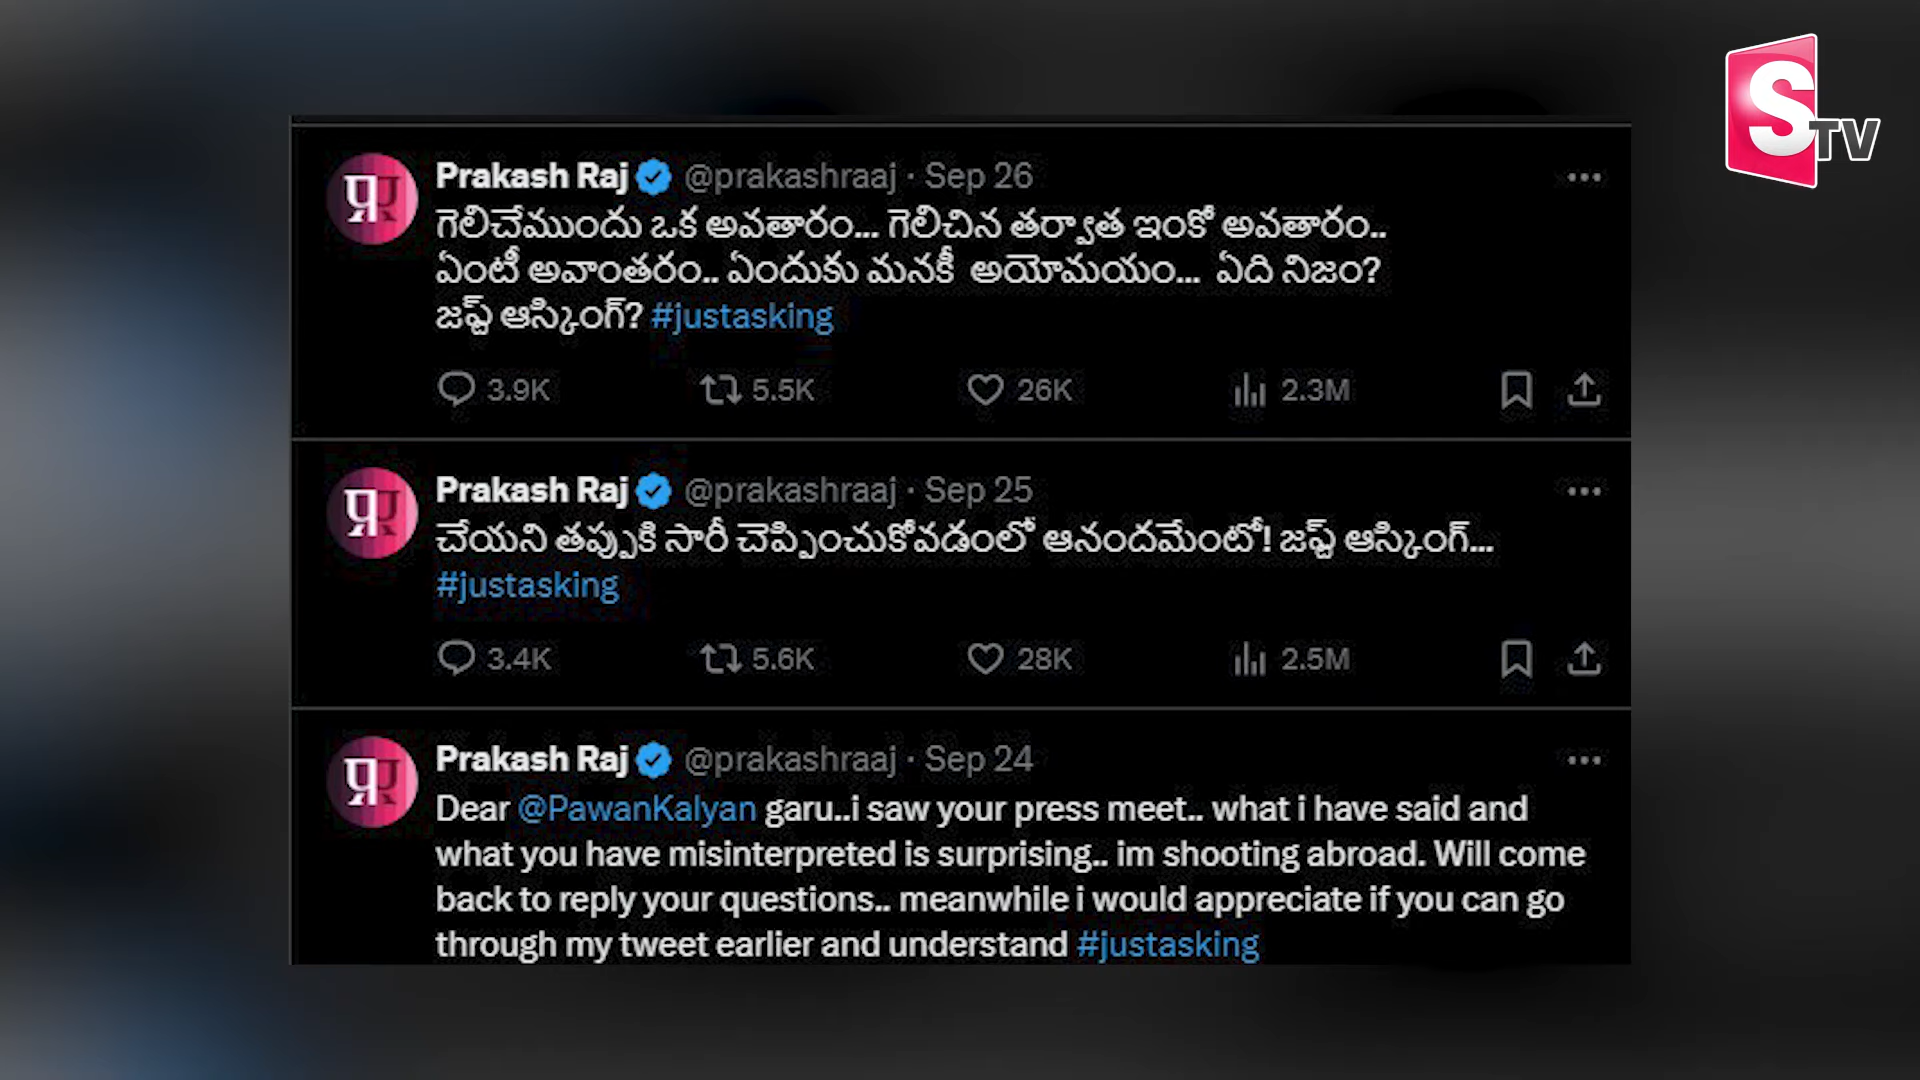 STV
Prakash Raj @prakashraaj · Sep 26
గెలిచేముందు ఒక అవతారం... గెలిచిన తర్వాత ఇంకో అవతారం..
ఏంటీ అవాంతరం.. ఏందుకు మనకీ అయోమయం... ఏది నిజం?
జస్ట్ ఆస్కింగ్? #justasking
3.9K 5.5K 26K 2.3M
Prakash Raj @prakashraaj · Sep 25
చేయని తప్పుకి సారీ చెప్పించుకోవడంలో ఆనందమేంటో! జస్ట్ ఆస్కింగ్...
#justasking
3.4K 5.6K 28K 2.5M
Prakash Raj @prakashraaj · Sep 24
Dear @PawanKalyan garu..i saw your press meet.. what i have said and
what you have misinterpreted is surprising.. im shooting abroad. Will come
back to reply your questions.. meanwhile i would appreciate if you can go
through my tweet earlier and understand #justasking